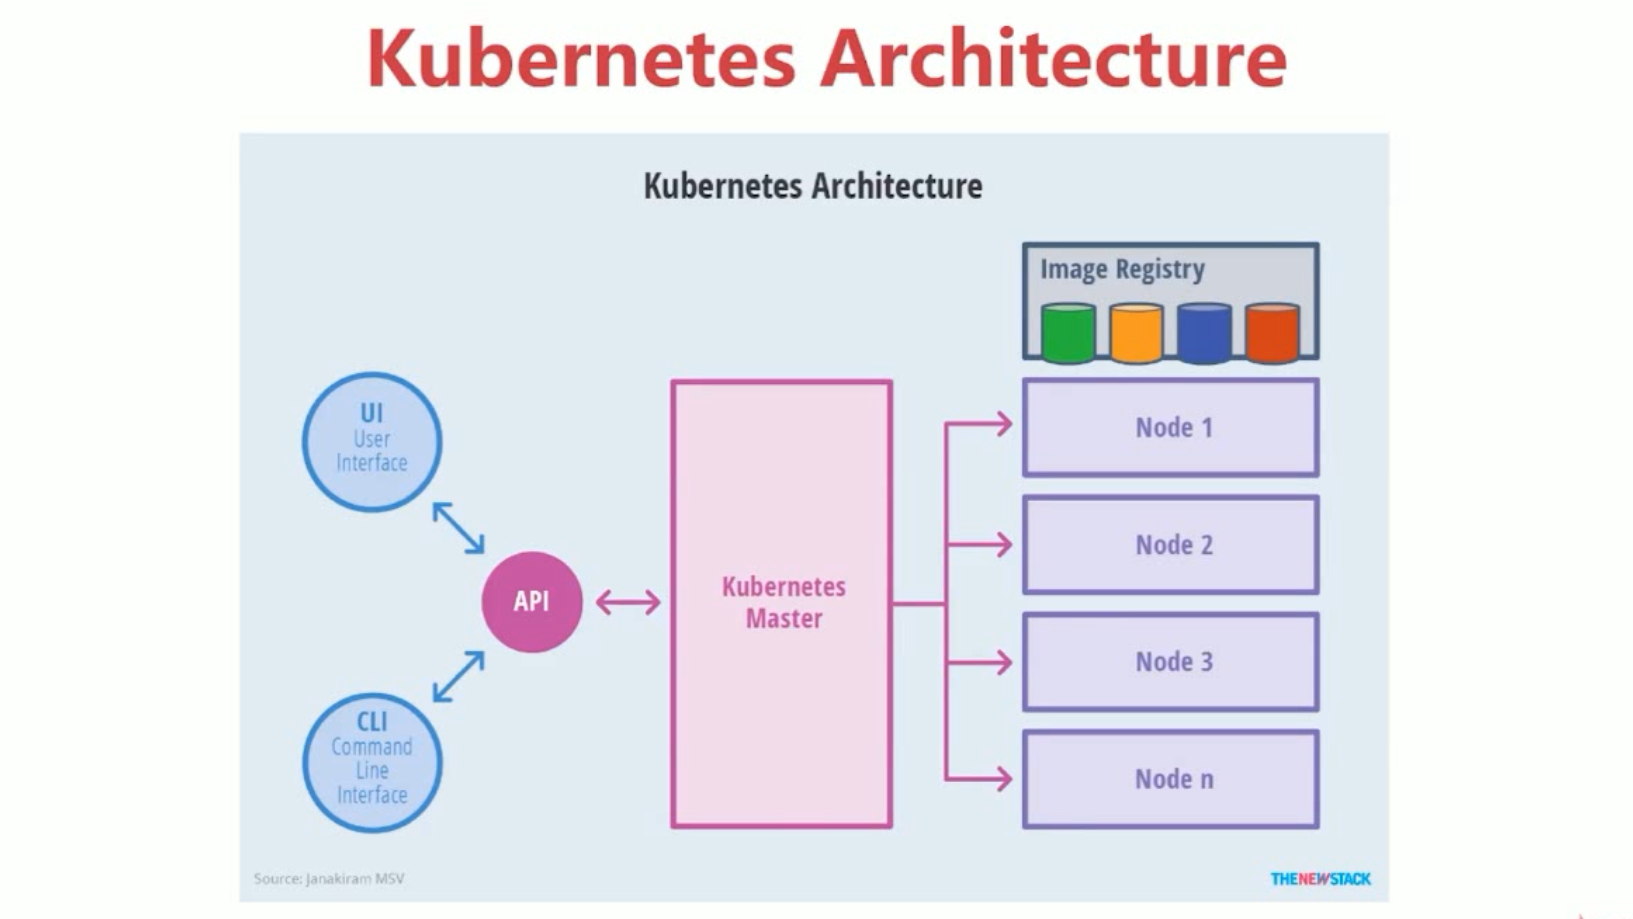 Kubernetes Architecture
Kubernetes Architecture
Image Registry
UI
User
Interface
API
CLI
Command
Line
Interface
Kubernetes
Master
Node 1
Node 2
Node 3
Node n
Source: Janakiram MSV
THENEWSTACK